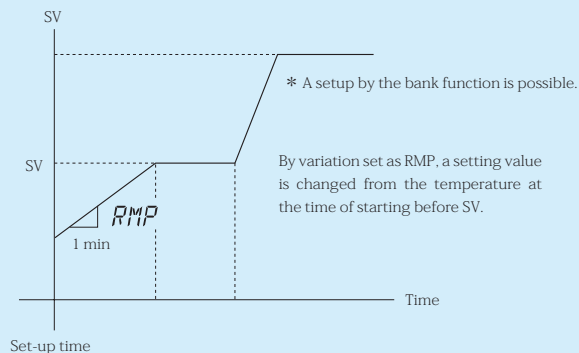 SV
* A setup by the bank function is possible.
SV
By variation set as RMP, a setting value
is changed from the temperature at
the time of starting before SV.
RMP
1 min
Time
Set-up time